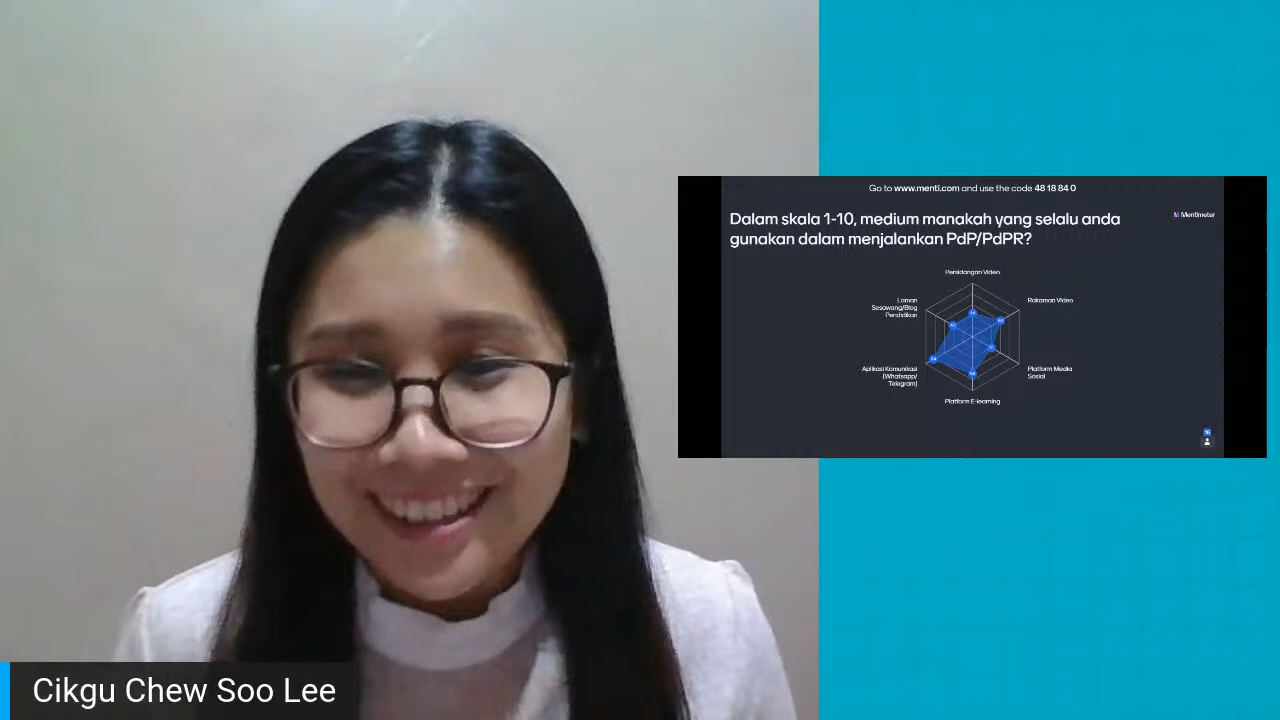 Go to www.menti.com and use the code 48 18 84 0
Dalam skala 1-10, medium manakah yang selalu anda
gunakan dalam menjalankan PdP/PdPR?
Mentimeter
Persidangan Video
Laman
Sesawang/Blog
Pendidikan
Rakaman Video
Aplikasi Komunikasi
(Whatsapp/
Telegram)
Platform Media
Sosial
Platform E-learning
Cikgu Chew Soo Lee